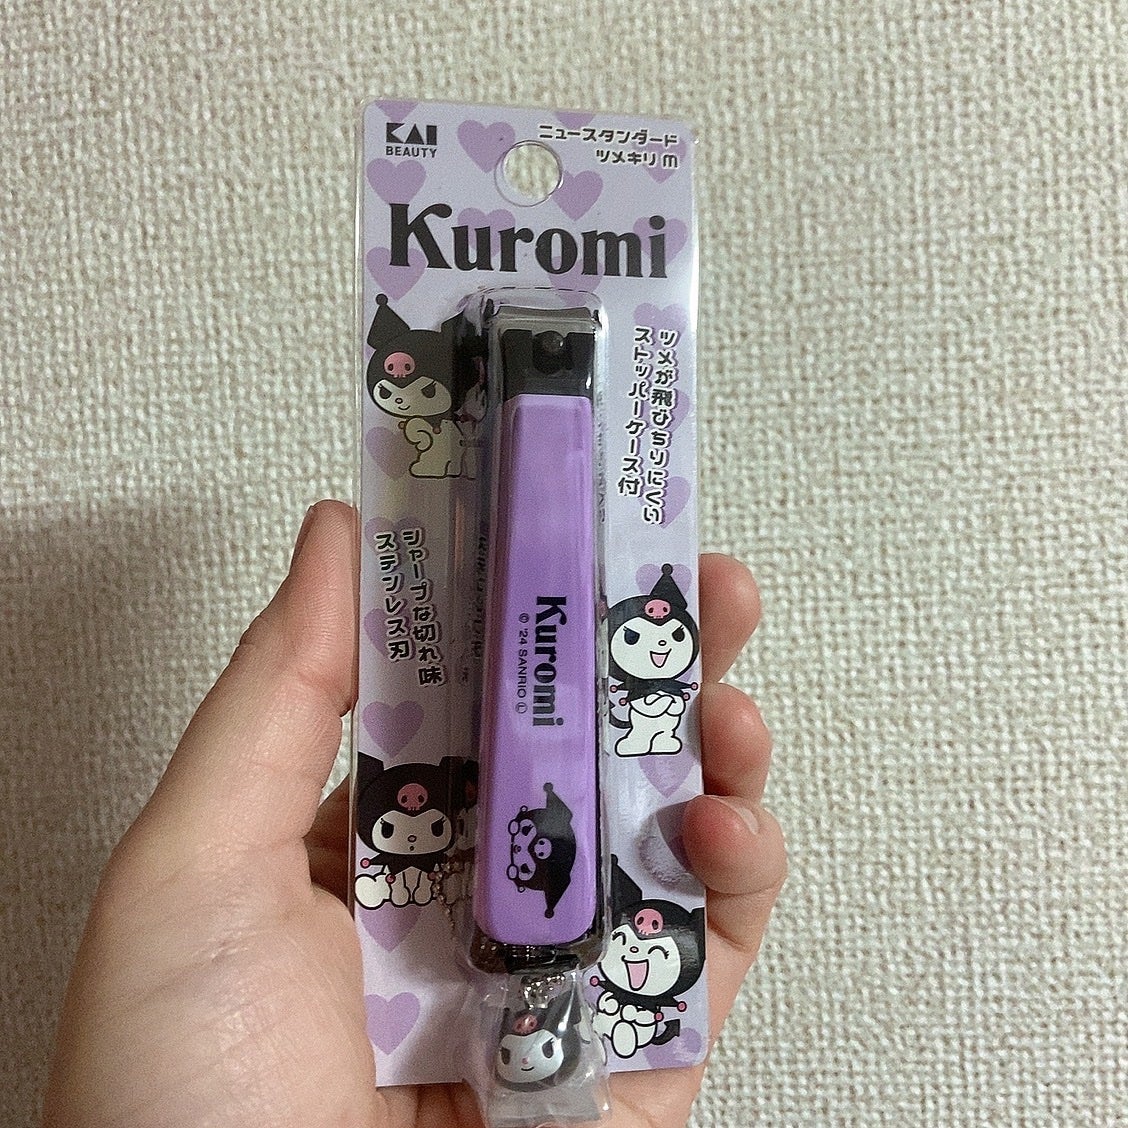 KAI
BEAUTY
ニュースタンダード
ツメキリ M
Kuromi
ツメが飛びちりにくい
ストッパーケース付
シャープな切れ味
ステンレス刃
Kuromi
© '24 SANRIO Ⓛ